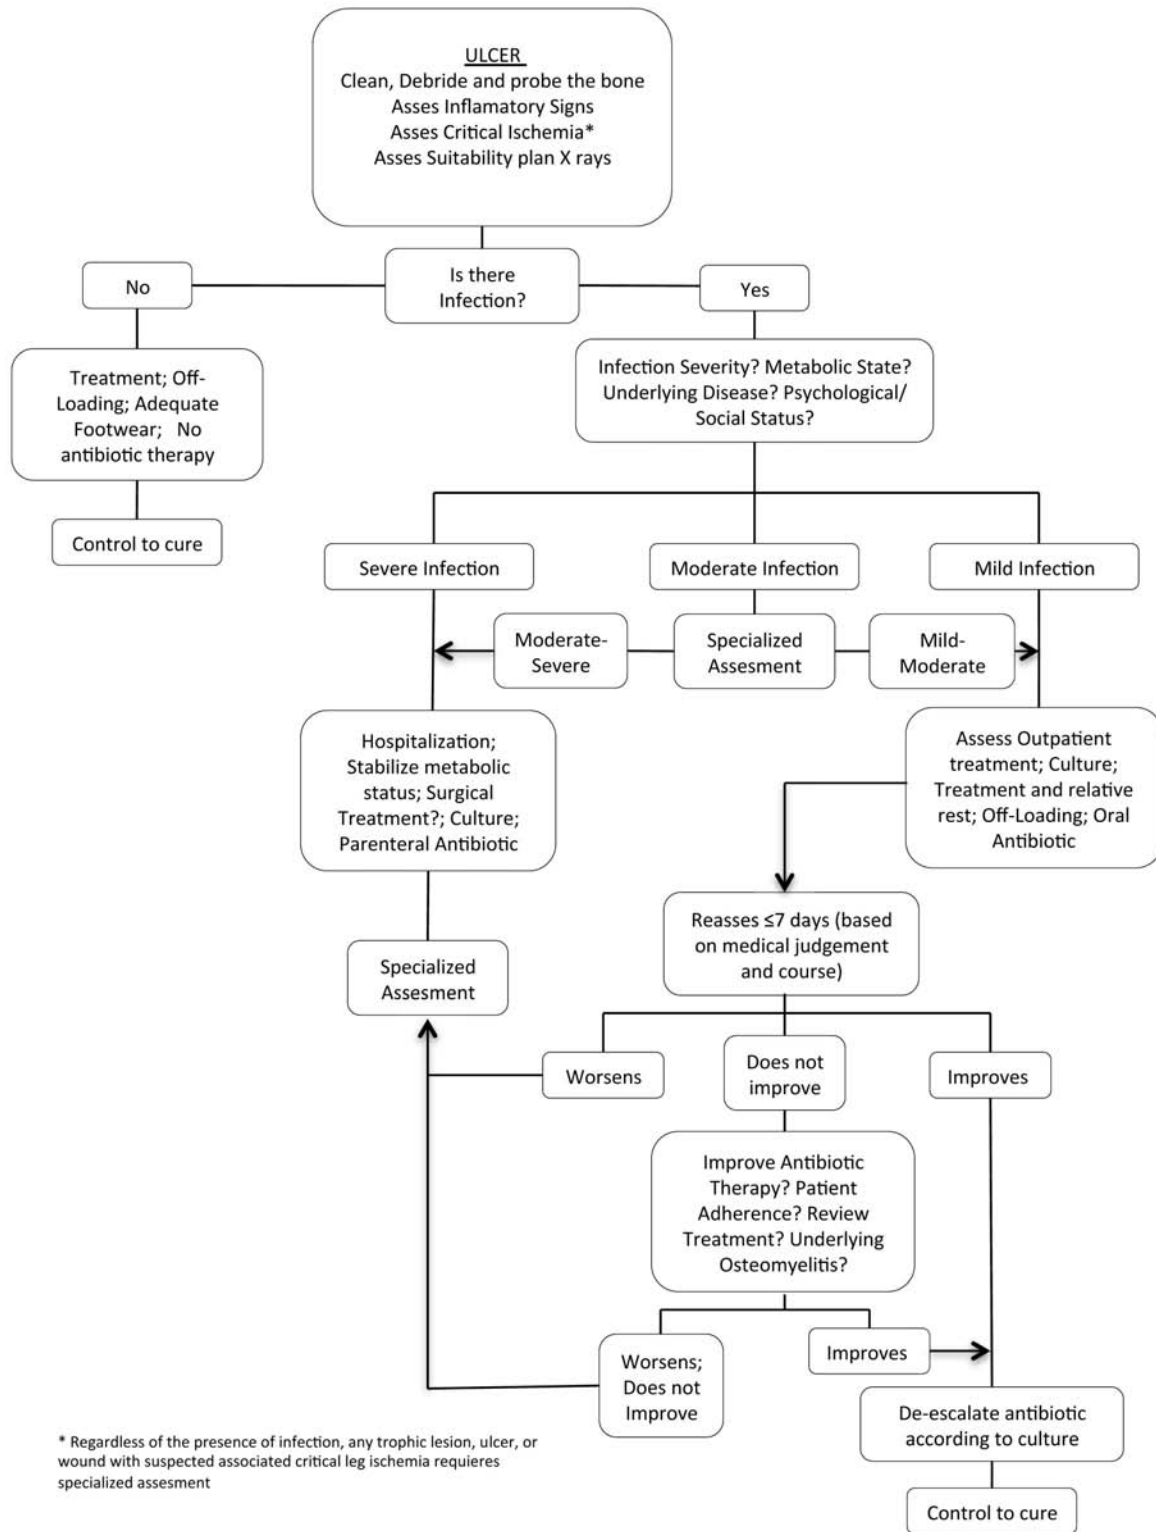 ULCER
Clean, Debride and probe the bone
Asses Inflamatory Signs
Asses Critical Ischemia*
Asses Suitability plan X rays
Is there
Infection?
No
Yes
Treatment; Off-
Loading; Adequate
Footwear; No
antibiotic therapy
Infection Severity? Metabolic State?
Underlying Disease? Psychological/
Social Status?
Control to cure
Severe Infection
Moderate Infection
Mild Infection
Moderate-
Severe
Specialized
Assesment
Mild-
Moderate
Hospitalization;
Stabilize metabolic
status; Surgical
Treatment?; Culture;
Parenteral Antibiotic
Assess Outpatient
treatment; Culture;
Treatment and relative
rest; Off-Loading; Oral
Antibiotic
Reasses ≤7 days (based
on medical judgement
and course)
Specialized
Assesment
Worsens
Does not
improve
Improves
Improve Antibiotic
Therapy? Patient
Adherence? Review
Treatment? Underlying
Osteomyelitis?
Worsens;
Does not
Improve
Improves
De-escalate antibiotic
according to culture
Control to cure
* Regardless of the presence of infection, any trophic lesion, ulcer, or
wound with suspected associated critical leg ischemia requieres
specialized assesment